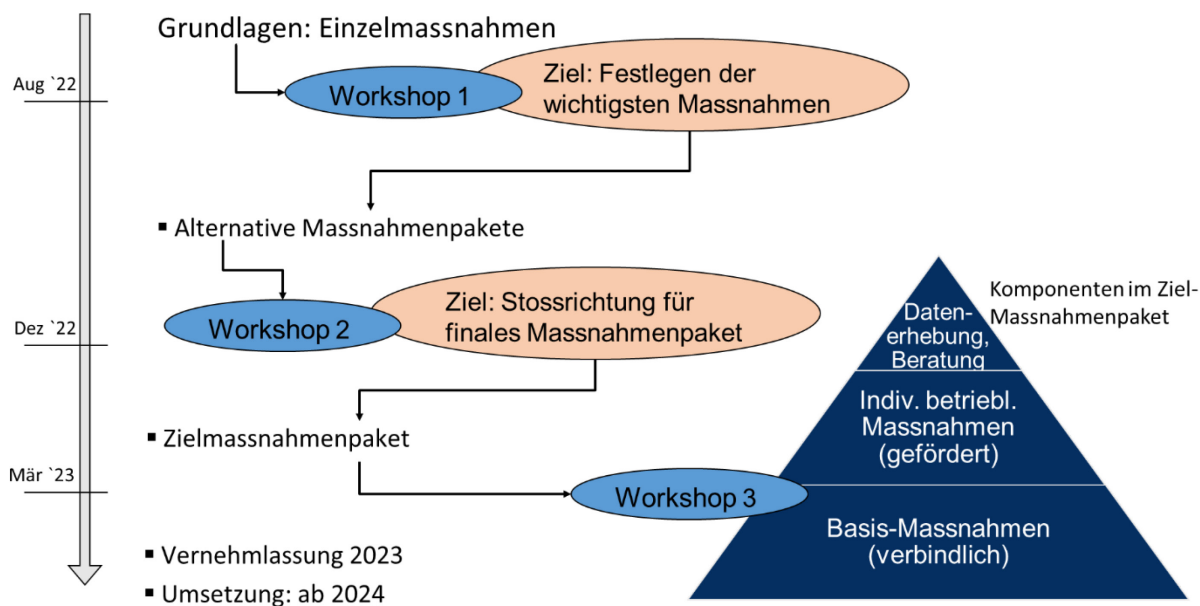 Grundlagen: Einzelmassnahmen
Aug `22
Workshop 1
Ziel: Festlegen der
wichtigsten Massnahmen
▪ Alternative Massnahmenpakete
Dez `22
Workshop 2
Ziel: Stossrichtung für
finales Massnahmenpaket
▪ Zielmassnahmenpaket
Mär `23
Workshop 3
▪ Vernehmlassung 2023
▪ Umsetzung: ab 2024
Komponenten im Ziel-
Massnahmenpaket
Daten-
erhebung,
Beratung
Indiv. betriebl.
Massnahmen
(gefördert)
Basis-Massnahmen
(verbindlich)